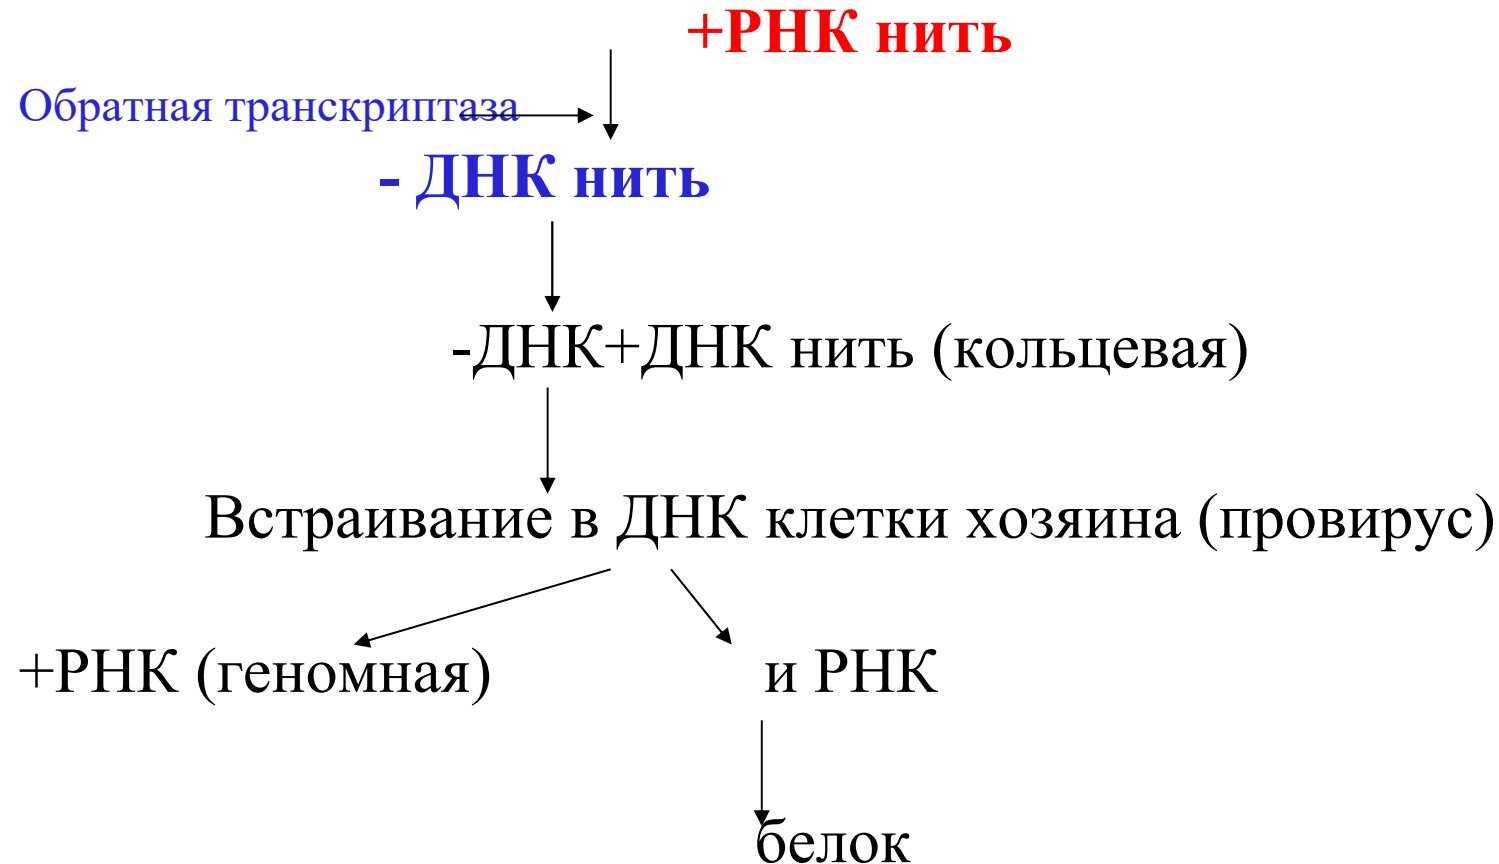 +РНК нить
Обратная транскриптаза
- ДНК нить
-ДНК+ДНК нить (кольцевая)
Встраивание в ДНК клетки хозяина (провирус)
+РНК (геномная) и РНК
белок